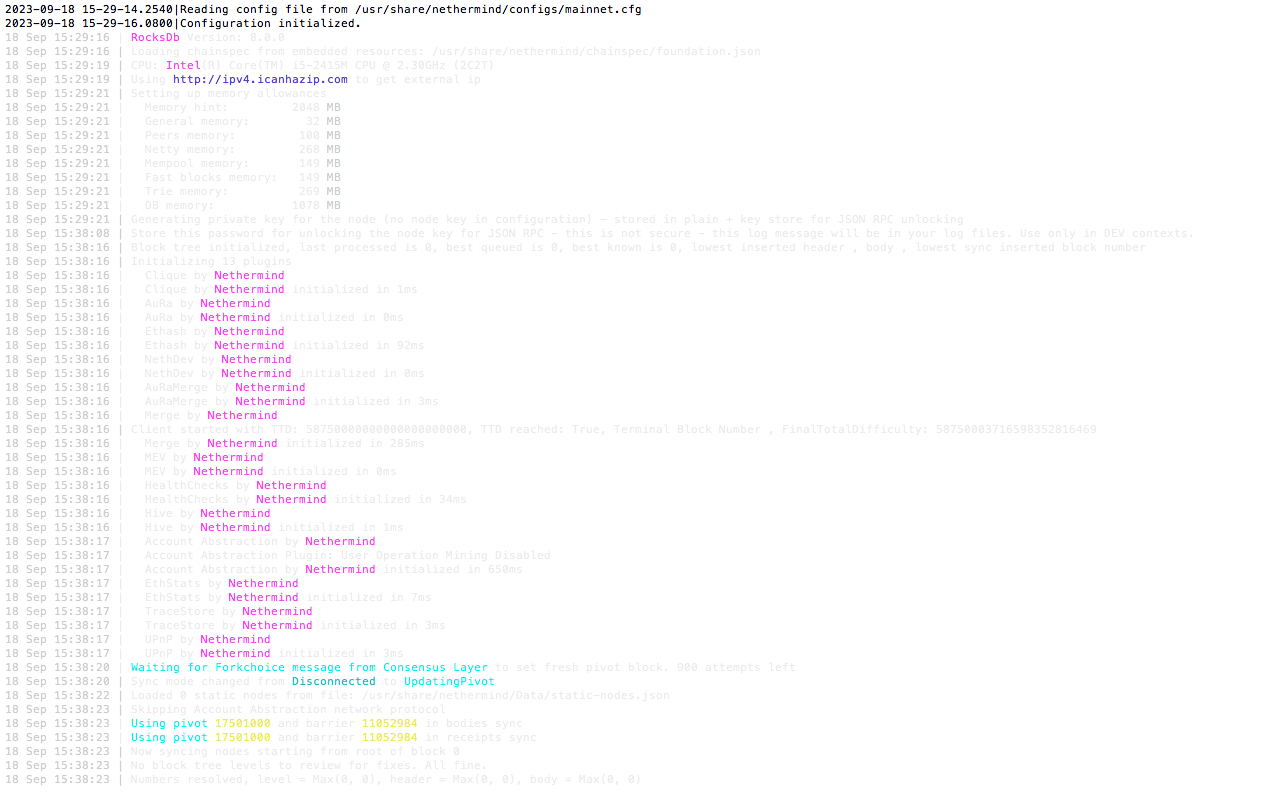 2023-09-18 15-29-14.2540|Reading config file from /usr/share/nethermind/configs/mainnet.cfg
2023-09-18 15-29-16.0800|Configuration initialized.
18 Sep 15:29:16 | RocksDb Version: 8.0.0
18 Sep 15:29:16 | Loading chainspec from embedded resources: /usr/share/nethermind/chainspec/foundation.json
18 Sep 15:29:19 | CPU: Intel(R) Core(TM) i5-2415M CPU @ 2.30GHz (2C2T)
18 Sep 15:29:19 | Using http://ipv4.icanhazip.com to get external ip
18 Sep 15:29:21 | Setting up memory allowances
18 Sep 15:29:21 |   Memory hint:         2048 MB
18 Sep 15:29:21 |   General memory:        32 MB
18 Sep 15:29:21 |   Peers memory:         100 MB
18 Sep 15:29:21 |   Netty memory:         268 MB
18 Sep 15:29:21 |   Mempool memory:       149 MB
18 Sep 15:29:21 |   Fast blocks memory:   149 MB
18 Sep 15:29:21 |   Trie memory:          269 MB
18 Sep 15:29:21 |   DB memory:           1078 MB
18 Sep 15:29:21 | Generating private key for the node (no node key in configuration) - stored in plain + key store for JSON RPC unlocking
18 Sep 15:38:08 | Store this password for unlocking the node key for JSON RPC - this is not secure - this log message will be in your log files. Use only in DEV contexts.
18 Sep 15:38:16 | Block tree initialized, last processed is 0, best queued is 0, best known is 0, lowest inserted header , body , lowest sync inserted block number
18 Sep 15:38:16 | Initializing 13 plugins
18 Sep 15:38:16 |   Clique by Nethermind
18 Sep 15:38:16 |   Clique by Nethermind initialized in 1ms
18 Sep 15:38:16 |   AuRa by Nethermind
18 Sep 15:38:16 |   AuRa by Nethermind initialized in 0ms
18 Sep 15:38:16 |   Ethash by Nethermind
18 Sep 15:38:16 |   Ethash by Nethermind initialized in 92ms
18 Sep 15:38:16 |   NethDev by Nethermind
18 Sep 15:38:16 |   NethDev by Nethermind initialized in 0ms
18 Sep 15:38:16 |   AuRaMerge by Nethermind
18 Sep 15:38:16 |   AuRaMerge by Nethermind initialized in 3ms
18 Sep 15:38:16 |   Merge by Nethermind
18 Sep 15:38:16 | Client started with TTD: 58750000000000000000000, TTD reached: True, Terminal Block Number , FinalTotalDifficulty: 58750003716598352816469
18 Sep 15:38:16 |   Merge by Nethermind initialized in 285ms
18 Sep 15:38:16 |   MEV by Nethermind
18 Sep 15:38:16 |   MEV by Nethermind initialized in 0ms
18 Sep 15:38:16 |   HealthChecks by Nethermind
18 Sep 15:38:16 |   HealthChecks by Nethermind initialized in 34ms
18 Sep 15:38:16 |   Hive by Nethermind
18 Sep 15:38:16 |   Hive by Nethermind initialized in 1ms
18 Sep 15:38:17 |   Account Abstraction by Nethermind
18 Sep 15:38:17 |   Account Abstraction Plugin: User Operation Mining Disabled
18 Sep 15:38:17 |   Account Abstraction by Nethermind initialized in 650ms
18 Sep 15:38:17 |   EthStats by Nethermind
18 Sep 15:38:17 |   EthStats by Nethermind initialized in 7ms
18 Sep 15:38:17 |   TraceStore by Nethermind
18 Sep 15:38:17 |   TraceStore by Nethermind initialized in 3ms
18 Sep 15:38:17 |   UPnP by Nethermind
18 Sep 15:38:17 |   UPnP by Nethermind initialized in 3ms
18 Sep 15:38:20 | Waiting for Forkchoice message from Consensus Layer to set fresh pivot block. 900 attempts left
18 Sep 15:38:20 | Sync mode changed from Disconnected to UpdatingPivot
18 Sep 15:38:22 | Loaded 0 static nodes from file: /usr/share/nethermind/Data/static-nodes.json
18 Sep 15:38:23 | Skipping Account Abstraction network protocol
18 Sep 15:38:23 | Using pivot 17501000 and barrier 11052984 in bodies sync
18 Sep 15:38:23 | Using pivot 17501000 and barrier 11052984 in receipts sync
18 Sep 15:38:23 | Now syncing nodes starting from root of block 0
18 Sep 15:38:23 | No block tree levels to review for fixes. All fine.
18 Sep 15:38:23 | Numbers resolved, level = Max(0, 0), header = Max(0, 0), body = Max(0, 0)